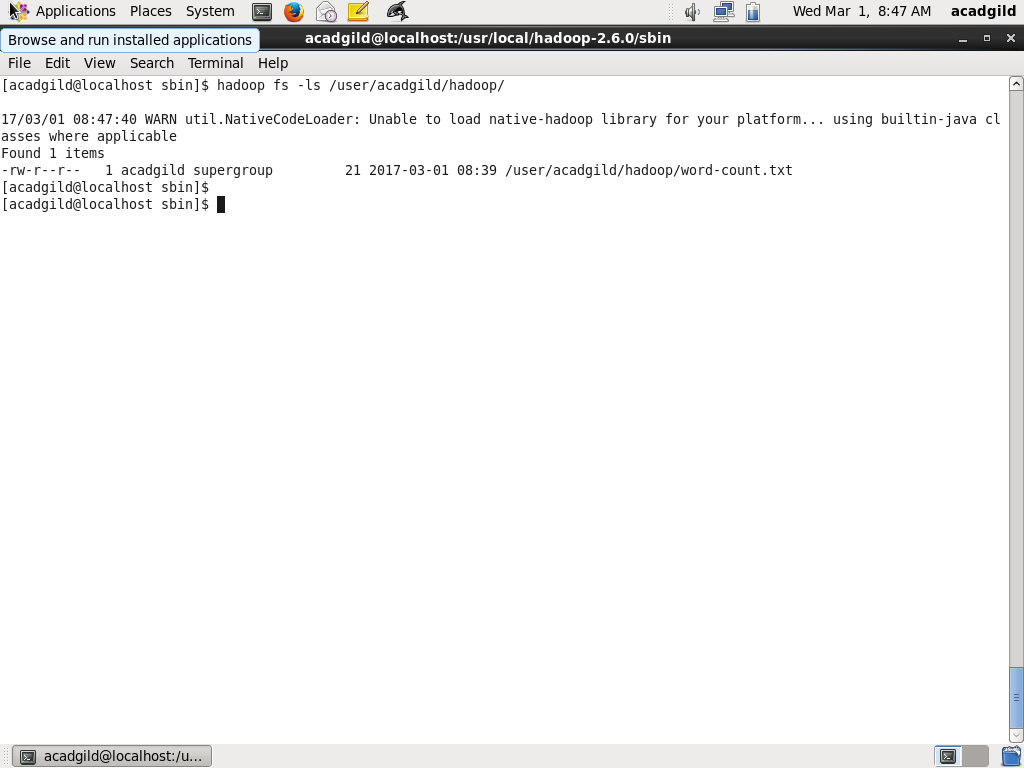 Applications Places System Wed Mar 1, 8:47 AM acadgild
Browse and run installed applications acadgild@localhost:/usr/local/hadoop-2.6.0/sbin
File Edit View Search Terminal Help
[acadgild@localhost sbin]$ hadoop fs -ls /user/acadgild/hadoop/
17/03/01 08:47:40 WARN util.NativeCodeLoader: Unable to load native-hadoop library for your platform... using builtin-java cl
asses where applicable
Found 1 items
-rw-r--r--   1 acadgild supergroup         21 2017-03-01 08:39 /user/acadgild/hadoop/word-count.txt
[acadgild@localhost sbin]$
[acadgild@localhost sbin]$
acadgild@localhost:/u...